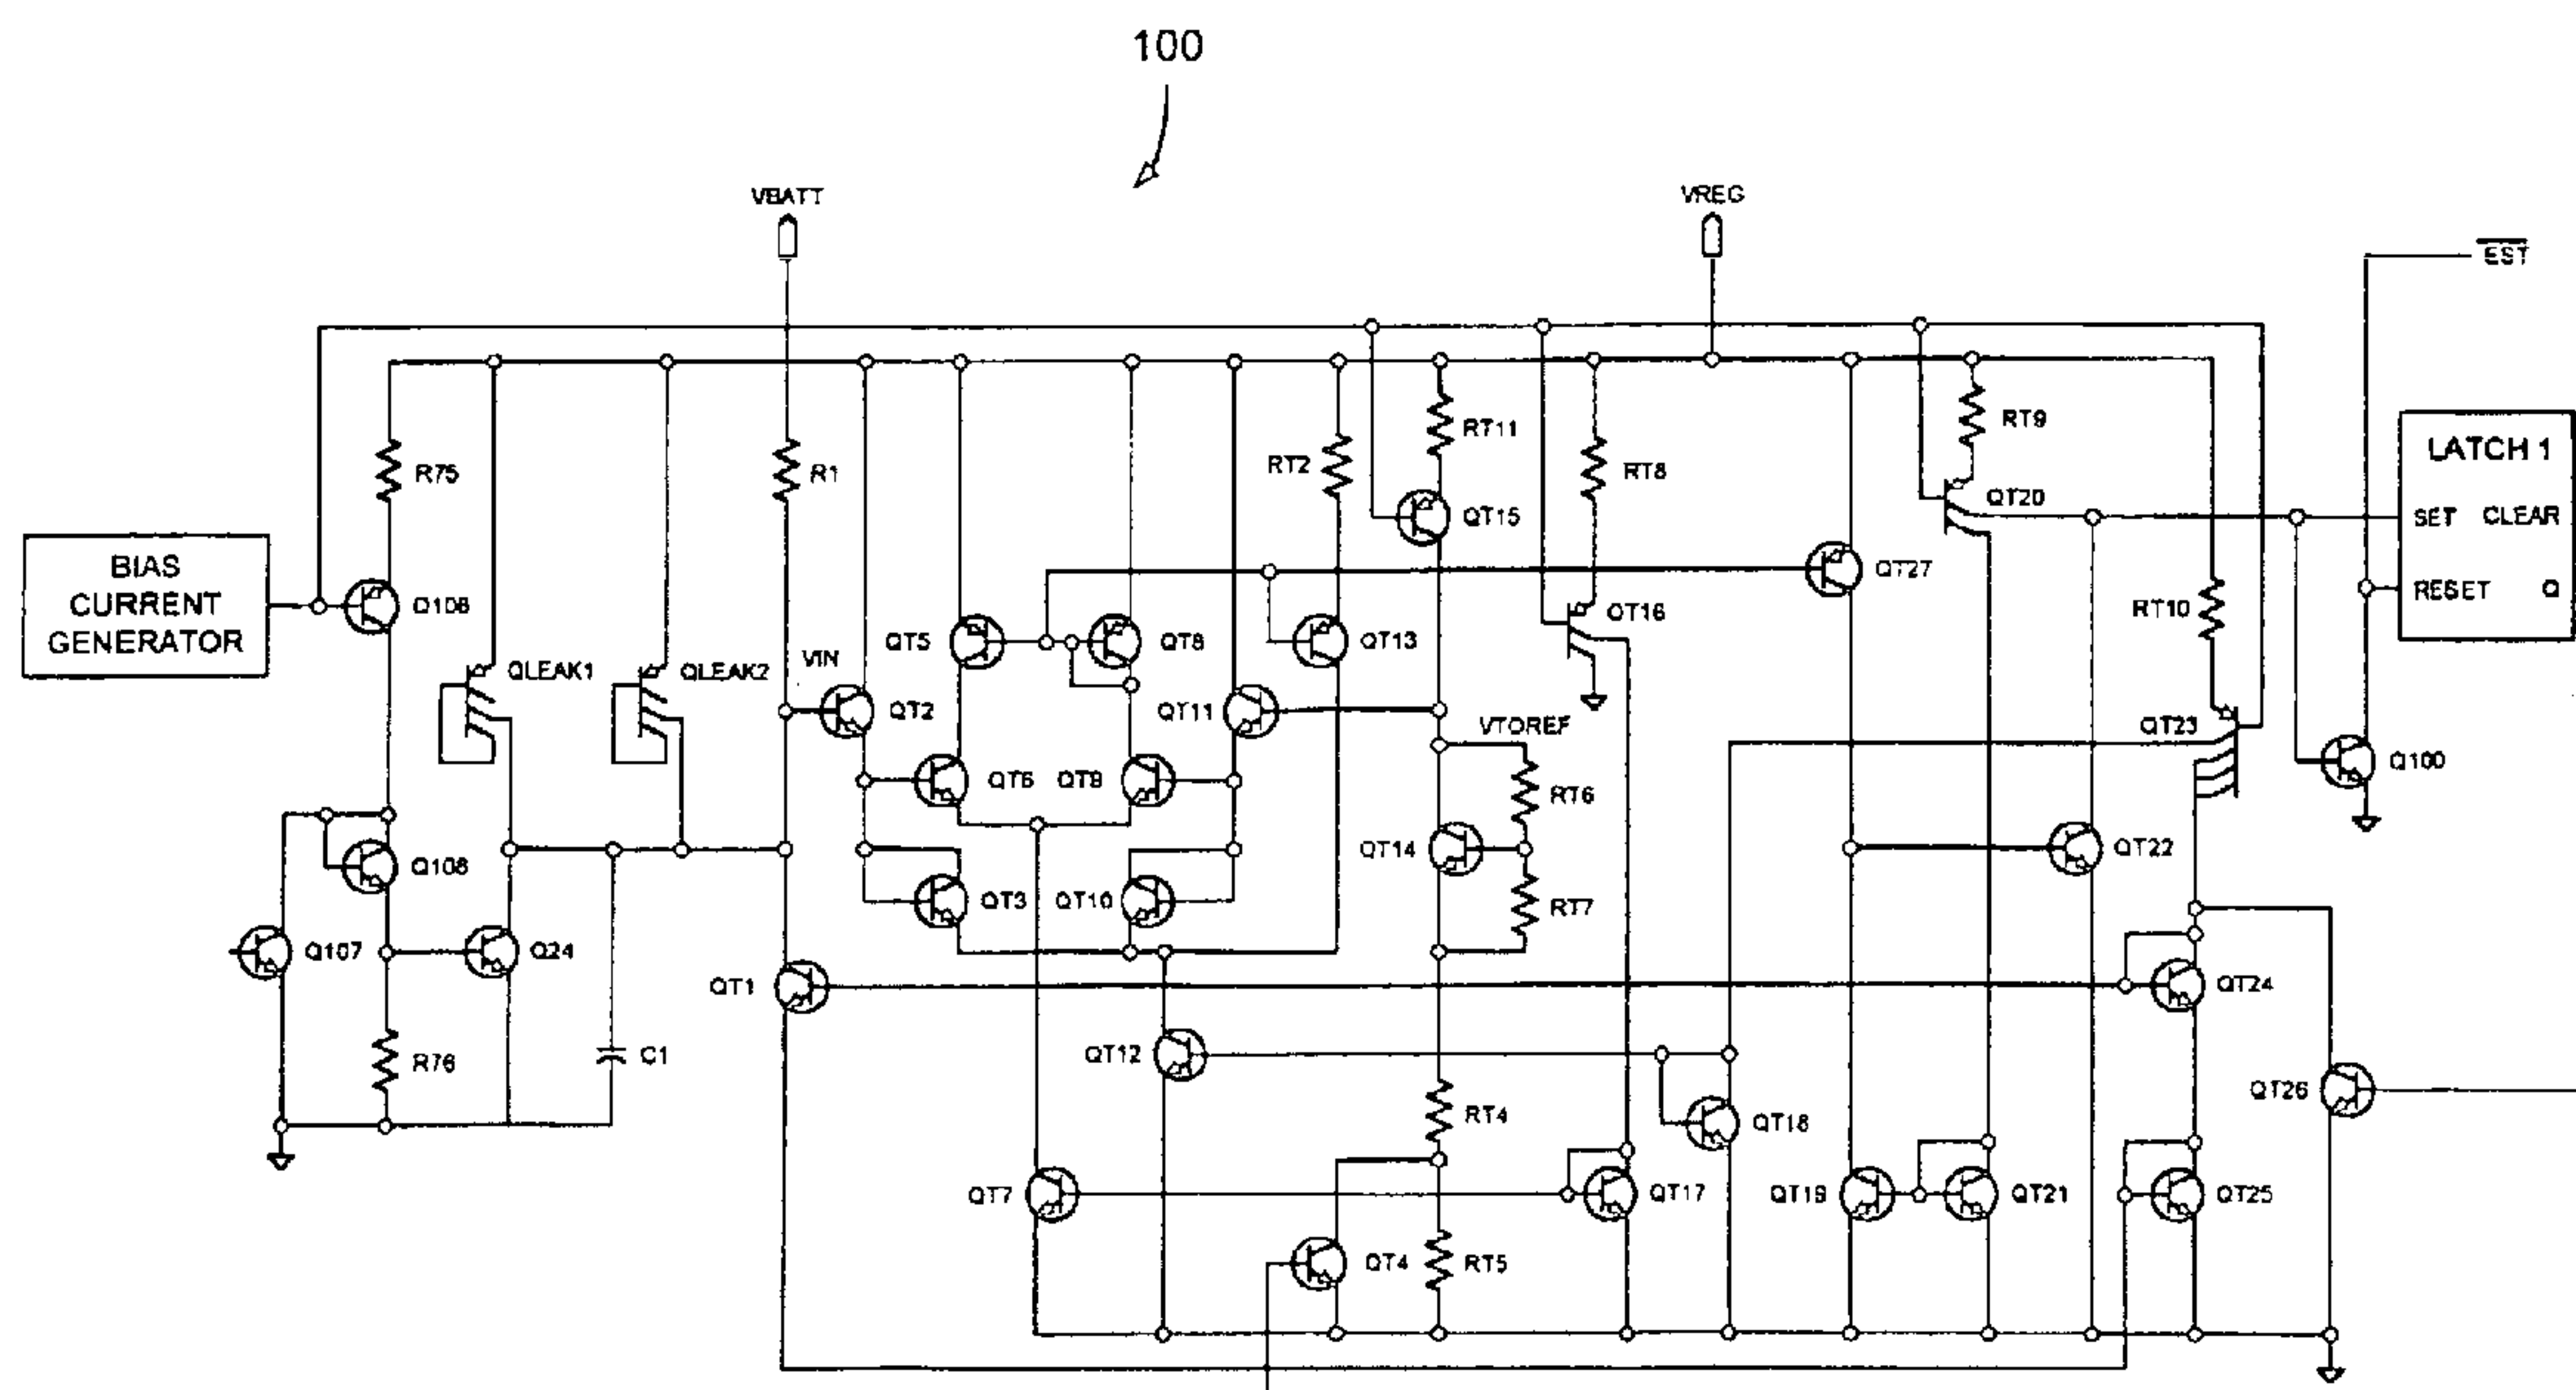 100
VBATT
VREG
EST
R75
R1
RT2
RT11
RT8
RT9
LATCH 1
SET CLEAR
RESET Q
BIAS
CURRENT
GENERATOR
Q106
QT15
QT20
QT27
RT10
QT5
QT8
QT13
QT16
QLEAK1
QLEAK2
VIN
QT2
QT11
VTOREF
QT23
Q100
QT6
QT9
RT6
Q108
QT14
QT22
QT3
QT10
RT7
Q107
Q24
QT1
QT24
R76
C1
QT12
RT4
QT18
QT26
QT7
QT17
QT19
QT21
QT25
QT4
RT5